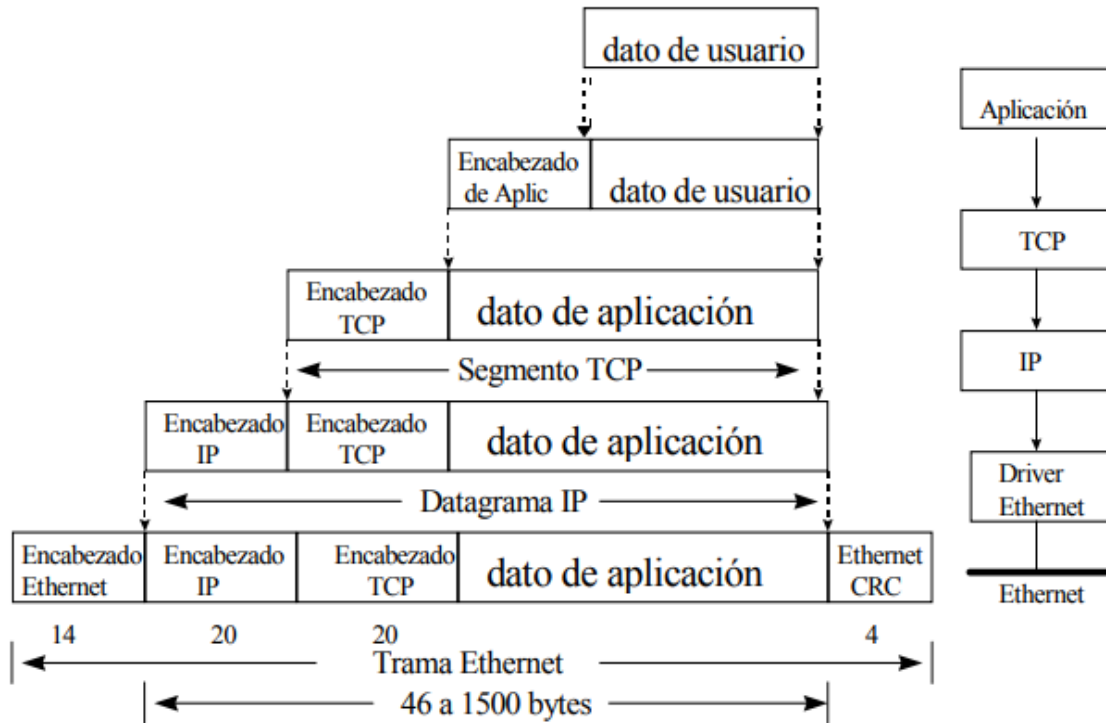 dato de usuario
Aplicación
Encabezado
de Aplic
dato de usuario
TCP
Encabezado
TCP
dato de aplicación
Segmento TCP
IP
Encabezado
IP
Encabezado
TCP
dato de aplicación
Datagrama IP
Driver
Ethernet
Encabezado
Ethernet
Encabezado
IP
Encabezado
TCP
dato de aplicación
Ethernet
CRC
Ethernet
14
20
20
4
Trama Ethernet
46 a 1500 bytes